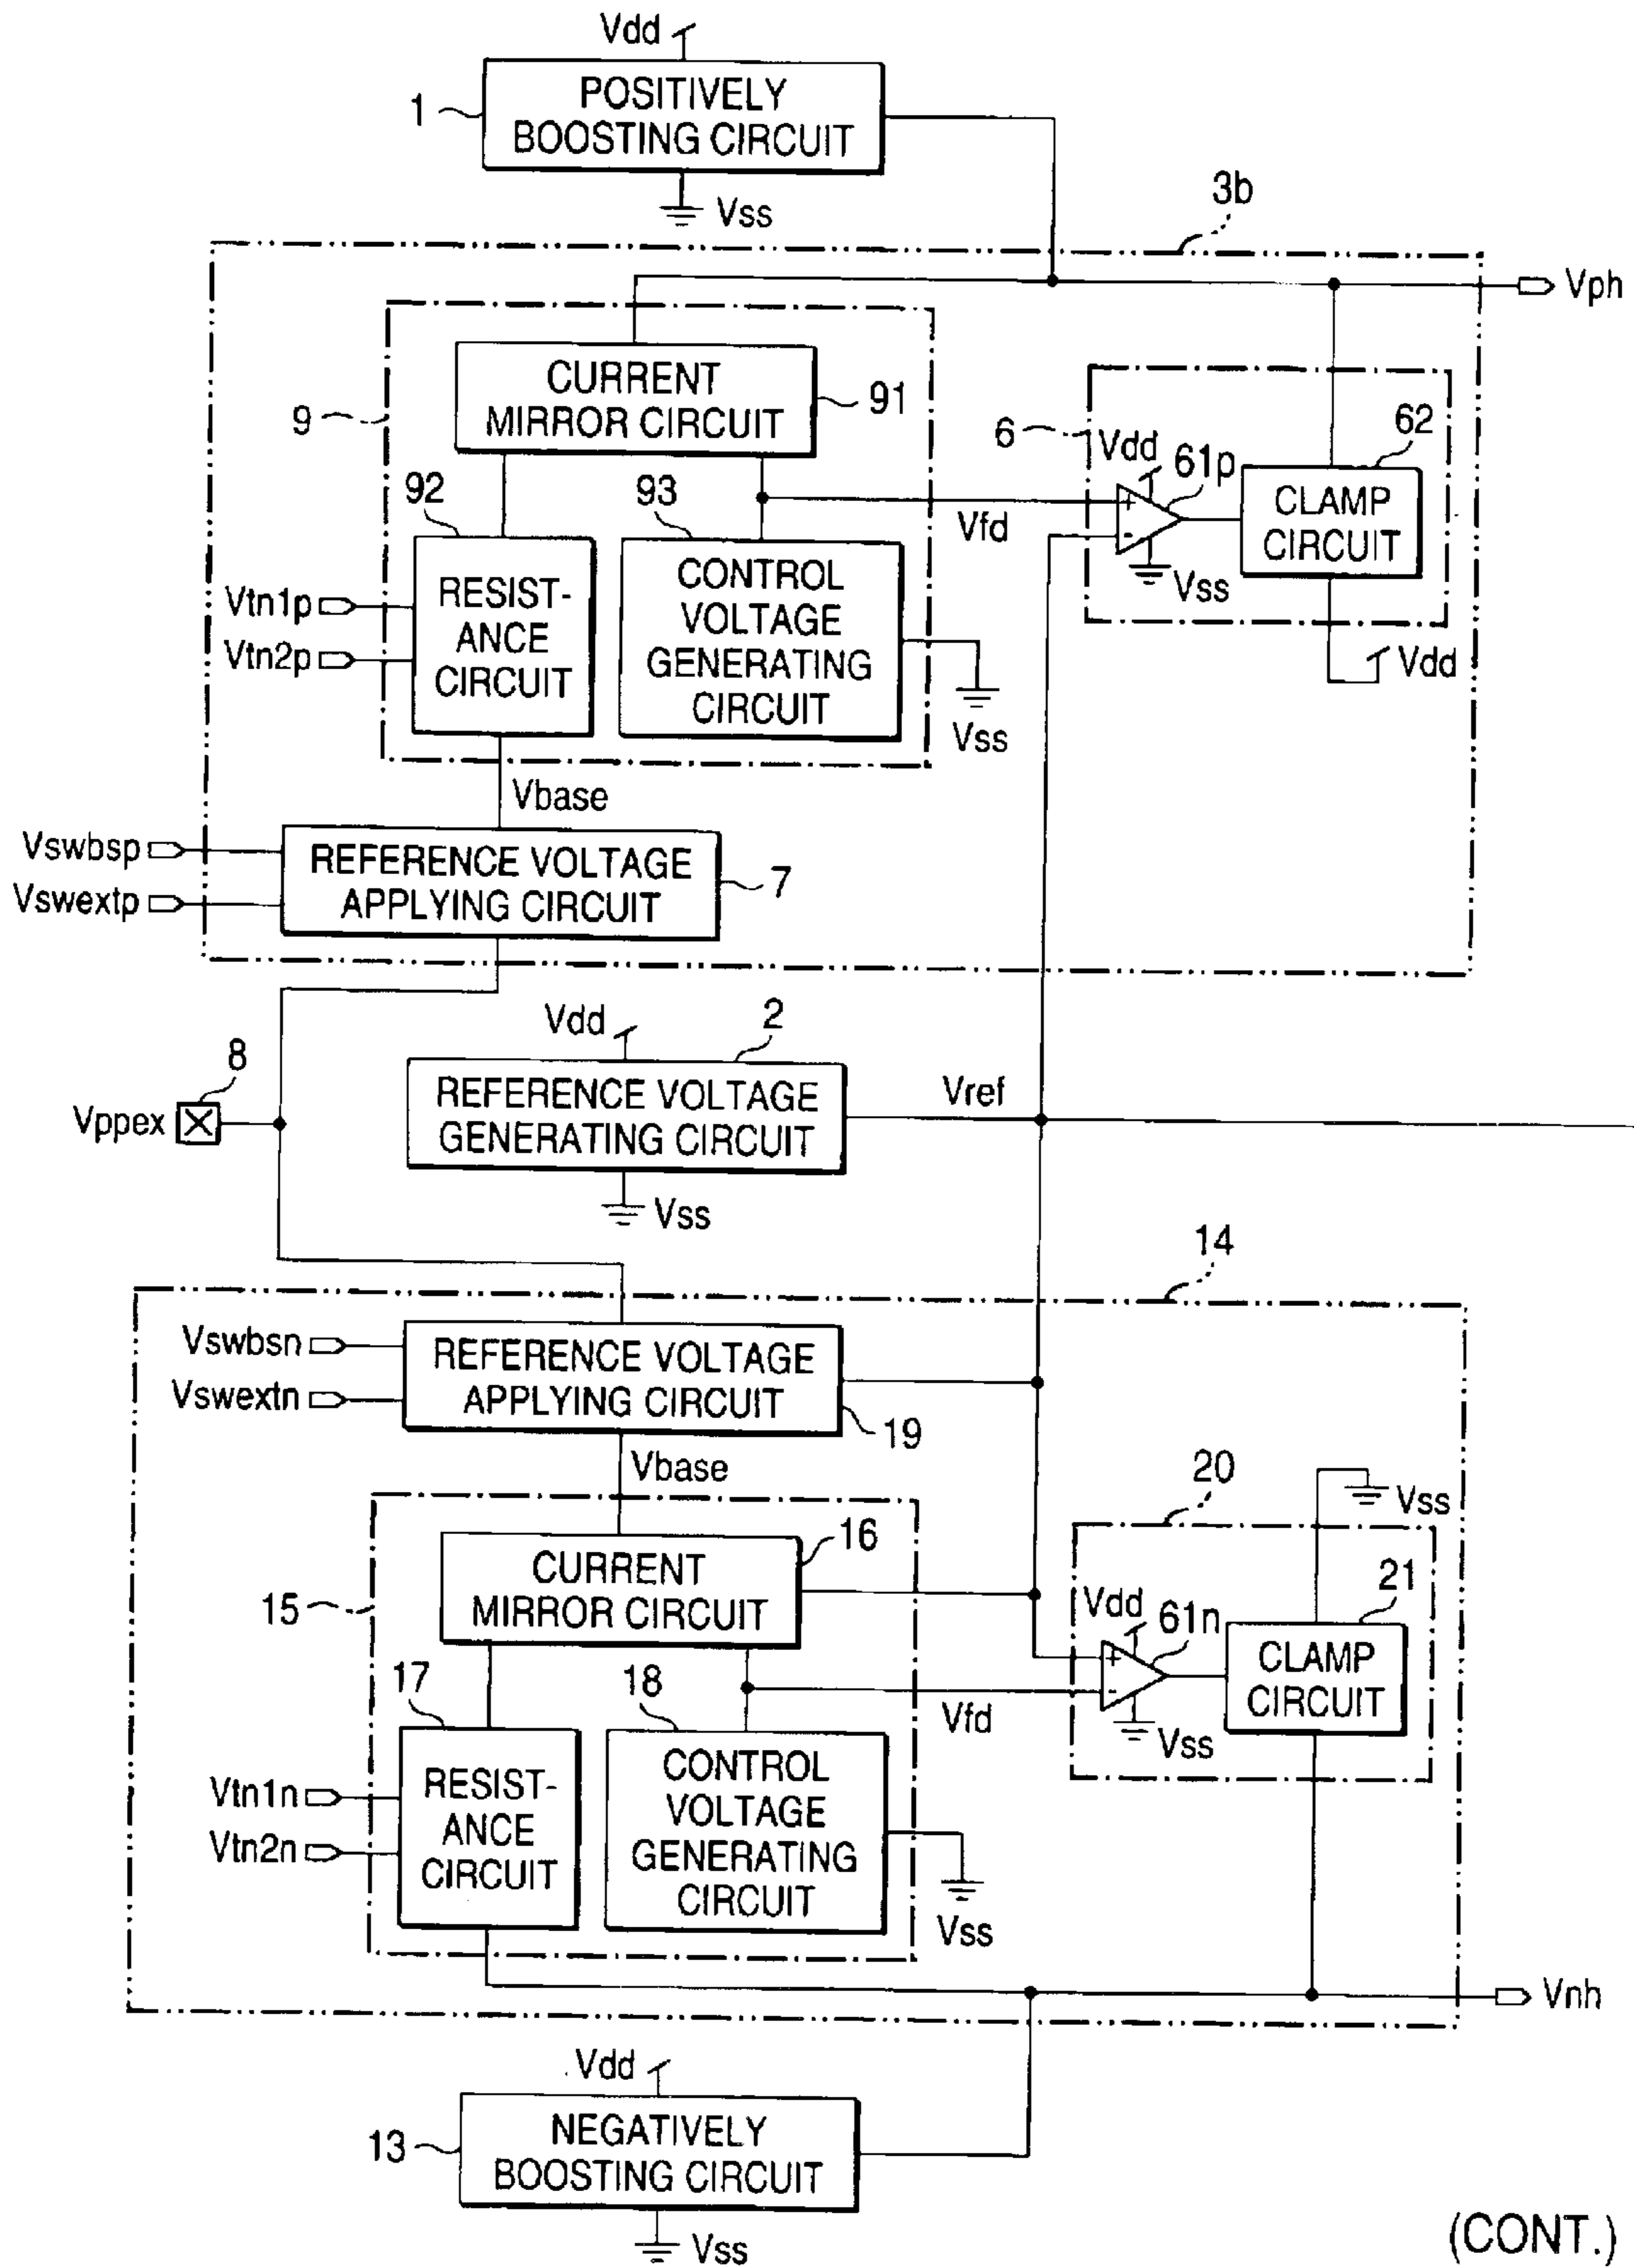 Vdd
1
POSITIVELY
BOOSTING CIRCUIT
Vss
3b
Vph
CURRENT
MIRROR CIRCUIT
91
9
6
Vdd
61p
62
CLAMP
CIRCUIT
92
93
Vfd
+
-
Vss
Vdd
Vtn1p
Vtn2p
RESIST-
ANCE
CIRCUIT
CONTROL
VOLTAGE
GENERATING
CIRCUIT
Vss
Vbase
Vswbsp
Vswextp
REFERENCE VOLTAGE
APPLYING CIRCUIT
7
Vdd
2
8
Vppex
REFERENCE VOLTAGE
GENERATING CIRCUIT
Vref
Vss
14
Vswbsn
Vswextn
REFERENCE VOLTAGE
APPLYING CIRCUIT
19
Vbase
20
Vss
CURRENT
MIRROR CIRCUIT
16
15
Vdd
61n
21
CLAMP
CIRCUIT
17
18
Vfd
+
-
Vss
Vtn1n
Vtn2n
RESIST-
ANCE
CIRCUIT
CONTROL
VOLTAGE
GENERATING
CIRCUIT
Vss
Vnh
Vdd
13
NEGATIVELY
BOOSTING CIRCUIT
Vss
(CONT.)